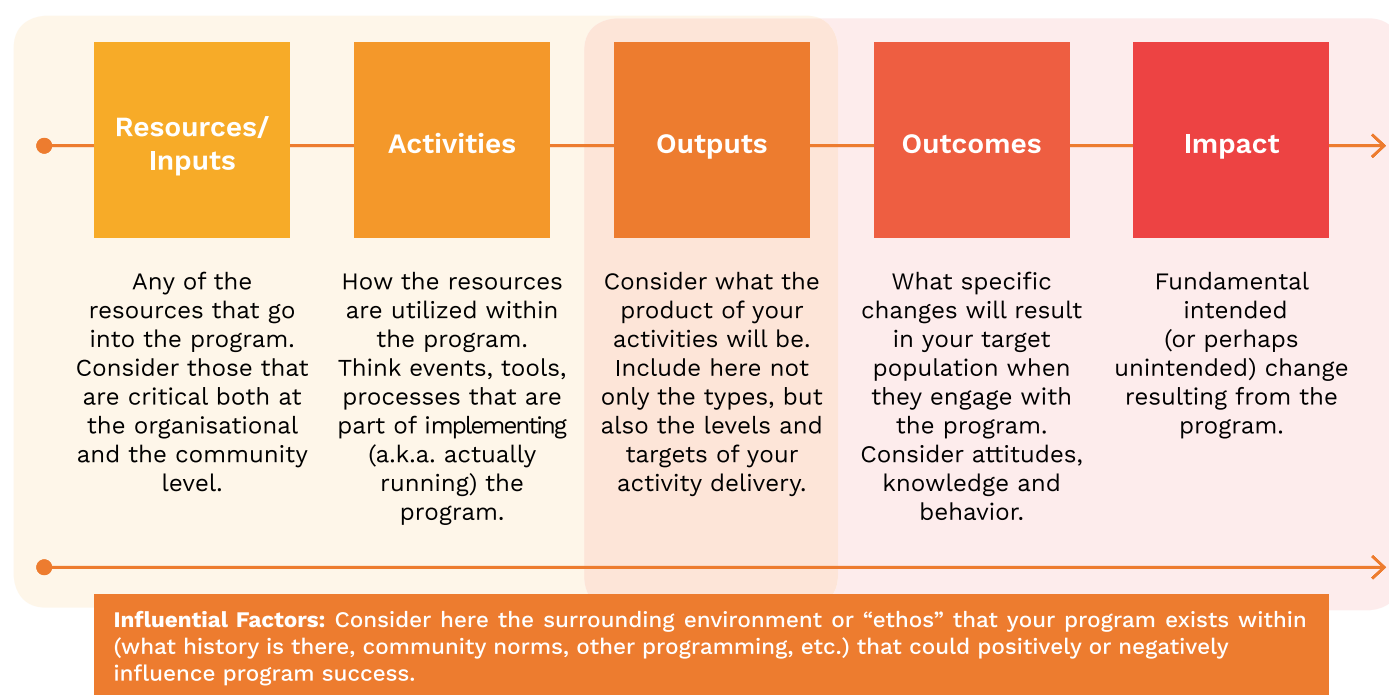 Resources/
Inputs
Activities
Outputs
Outcomes
Impact
Any of the
resources that go
into the program.
Consider those that
are critical both at
the organisational
and the community
level.
How the resources
are utilized within
the program.
Think events, tools,
processes that are
part of implementing
(a.k.a. actually
running) the
program.
Consider what the
product of your
activities will be.
Include here not
only the types, but
also the levels and
targets of your
activity delivery.
What specific
changes will result
in your target
population when
they engage with
the program.
Consider attitudes,
knowledge and
behavior.
Fundamental
intended
(or perhaps
unintended) change
resulting from the
program.
Influential Factors: Consider here the surrounding environment or “ethos” that your program exists within
(what history is there, community norms, other programming, etc.) that could positively or negatively
influence program success.